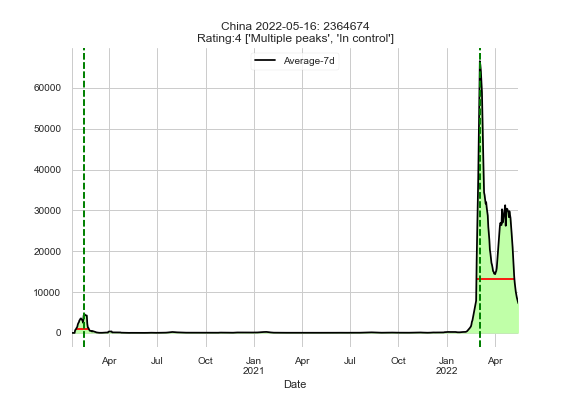 China 2022-05-16: 2364674
Rating:4 ['Multiple peaks', 'In control']
Average-7d
60000
50000
40000
30000
20000
10000
0
Apr Jul Oct Jan Apr Jul Oct Jan Apr
2021 2022
Date